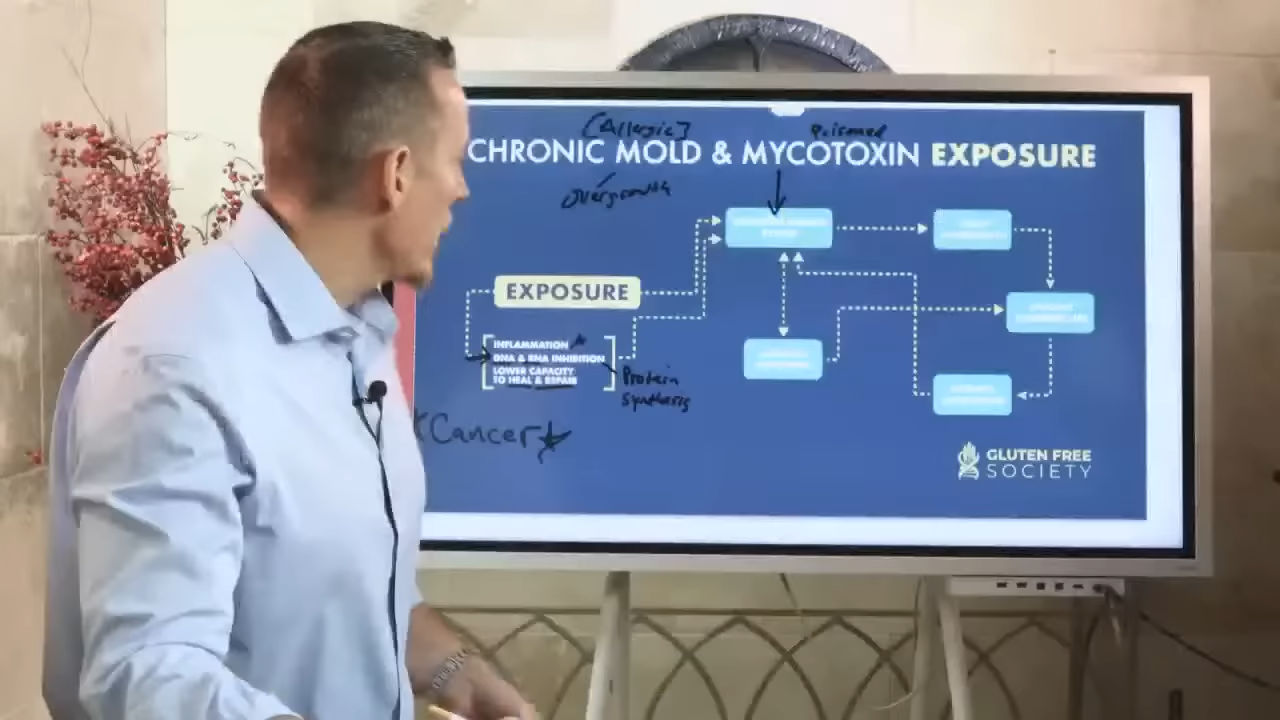 [Allergic]
Poisoned
CHRONIC MOLD & MYCOTOXIN EXPOSURE
Overgrowth
EXPOSURE
INFLAMMATION
DNA & RNA INHIBITION
LOWER CAPACITY
TO HEAL & REPAIR
Protein
Synthesis
Cancer
GLUTEN FREE
SOCIETY